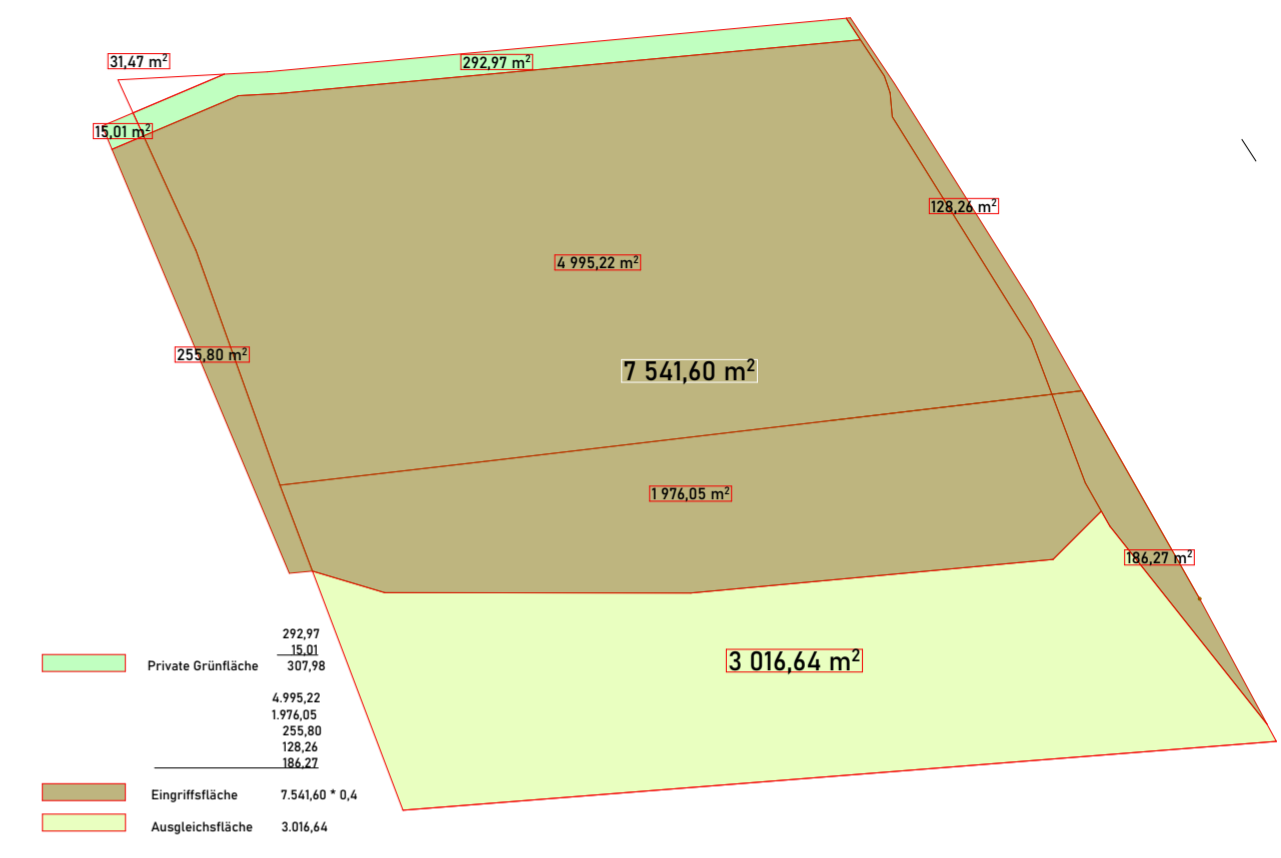 31,47 m²
292,97 m²
15,01 m²
128,26 m²
4 995,22 m²
255,80 m²
7 541,60 m²
1 976,05 m²
186,27 m²
3 016,64 m²
292,97
15,01
Private Grünfläche 307,98
4.995,22
1.976,05
255,80
128,26
186,27
Eingriffsfläche 7.541,60 * 0,4
Ausgleichsfläche 3.016,64